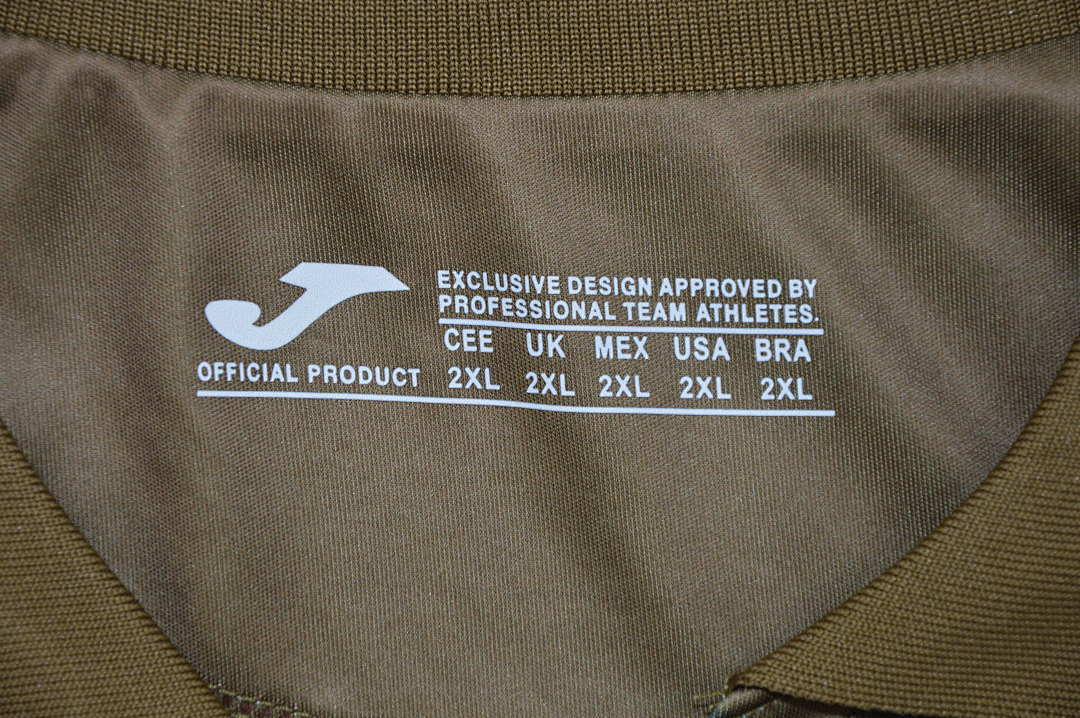 EXCLUSIVE DESIGN APPROVED BY
PROFESSIONAL TEAM ATHLETES.
CEE UK MEX USA BRA
OFFICIAL PRODUCT 2XL 2XL 2XL 2XL 2XL